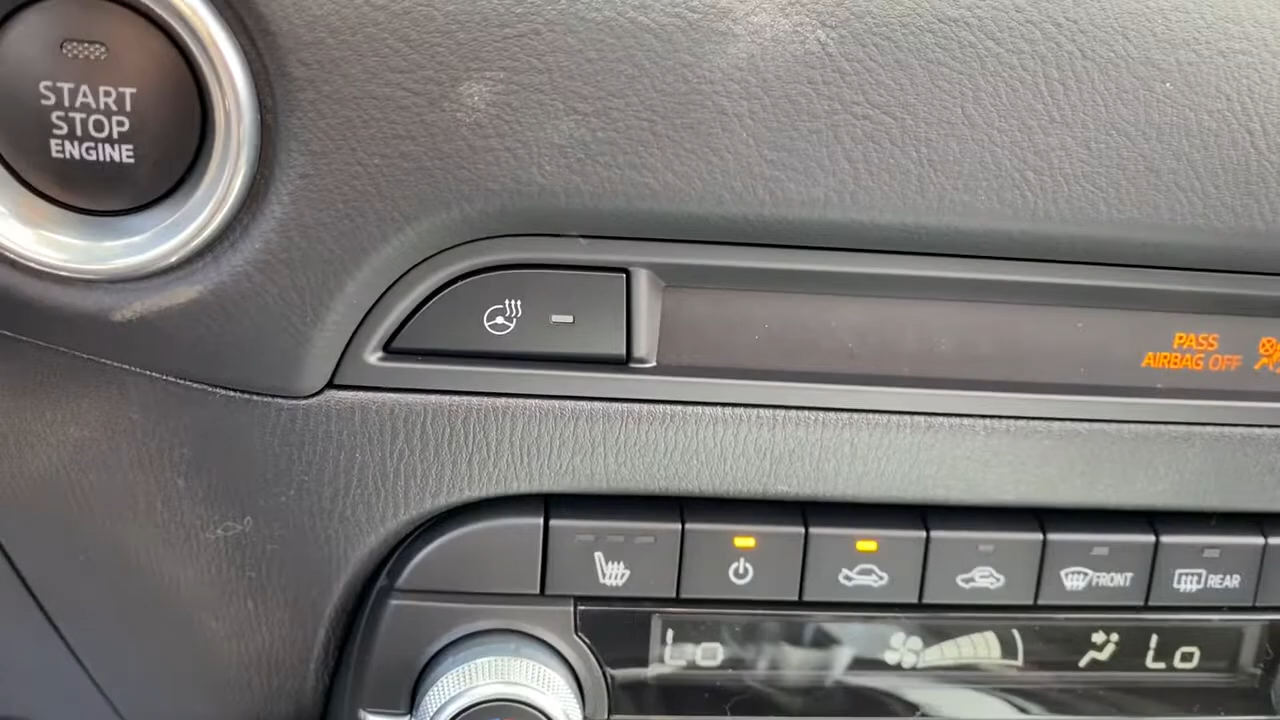 START
STOP
ENGINE
PASS
AIRBAG OFF
FRONT
REAR
Lo
Lo